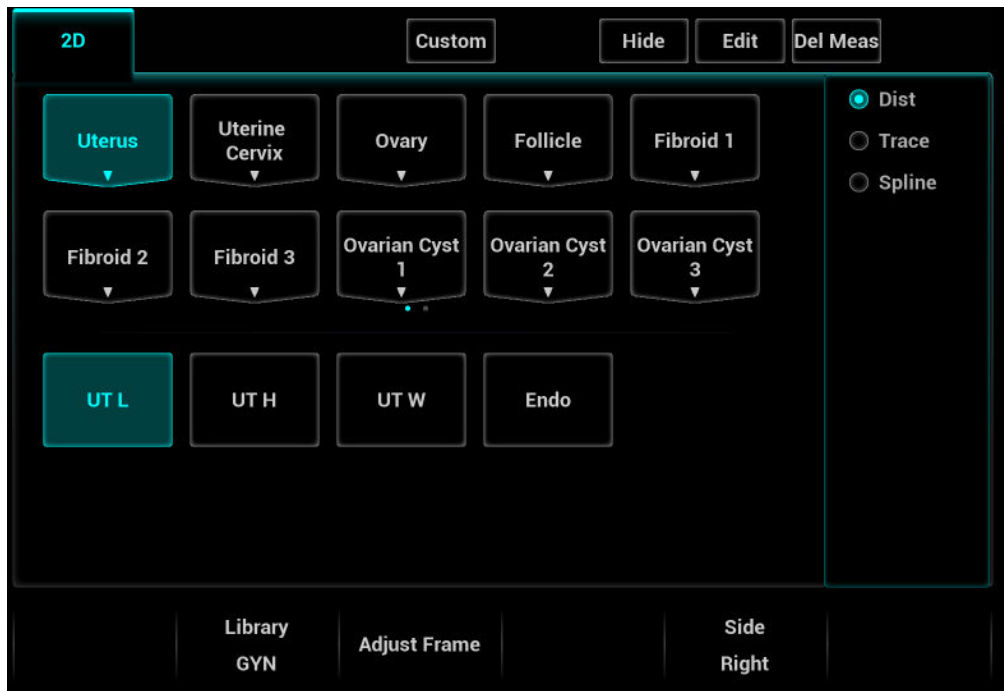 2D
Custom
Hide
Edit
Del Meas
Uterus
Uterine
Cervix
Ovary
Follicle
Fibroid 1
Dist
Trace
Spline
Fibroid 2
Fibroid 3
Ovarian Cyst
1
Ovarian Cyst
2
Ovarian Cyst
3
UT L
UT H
UT W
Endo
Library
GYN
Adjust Frame
Side
Right